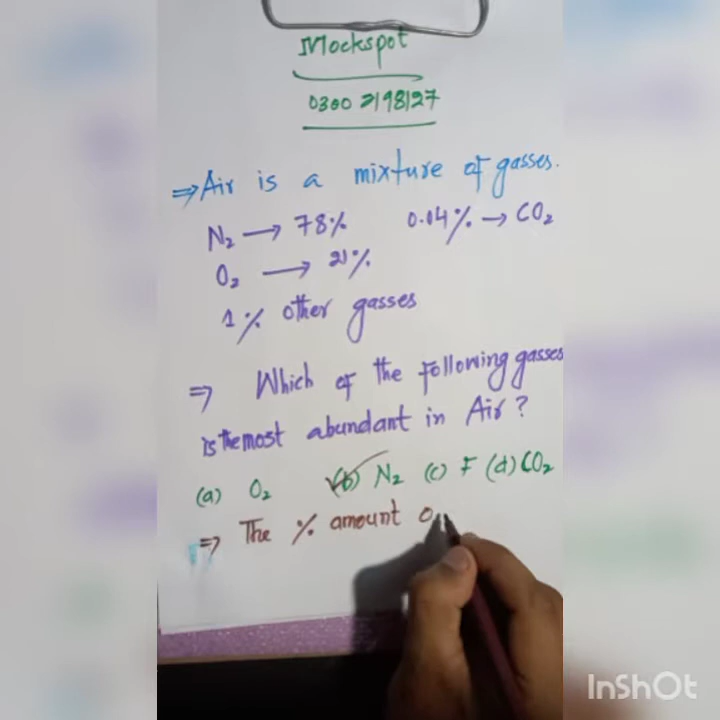 Mockspot
0300 2198127
⇒ Air is a mixture of gasses.
N₂ → 78% 0.04% → CO₂
O₂ → 21%
1% other gasses
⇒ Which of the following gasses
is the most abundant in Air?
(a) O₂ (b) N₂ (c) F (d) CO₂
⇒ The % amount o
InShOt